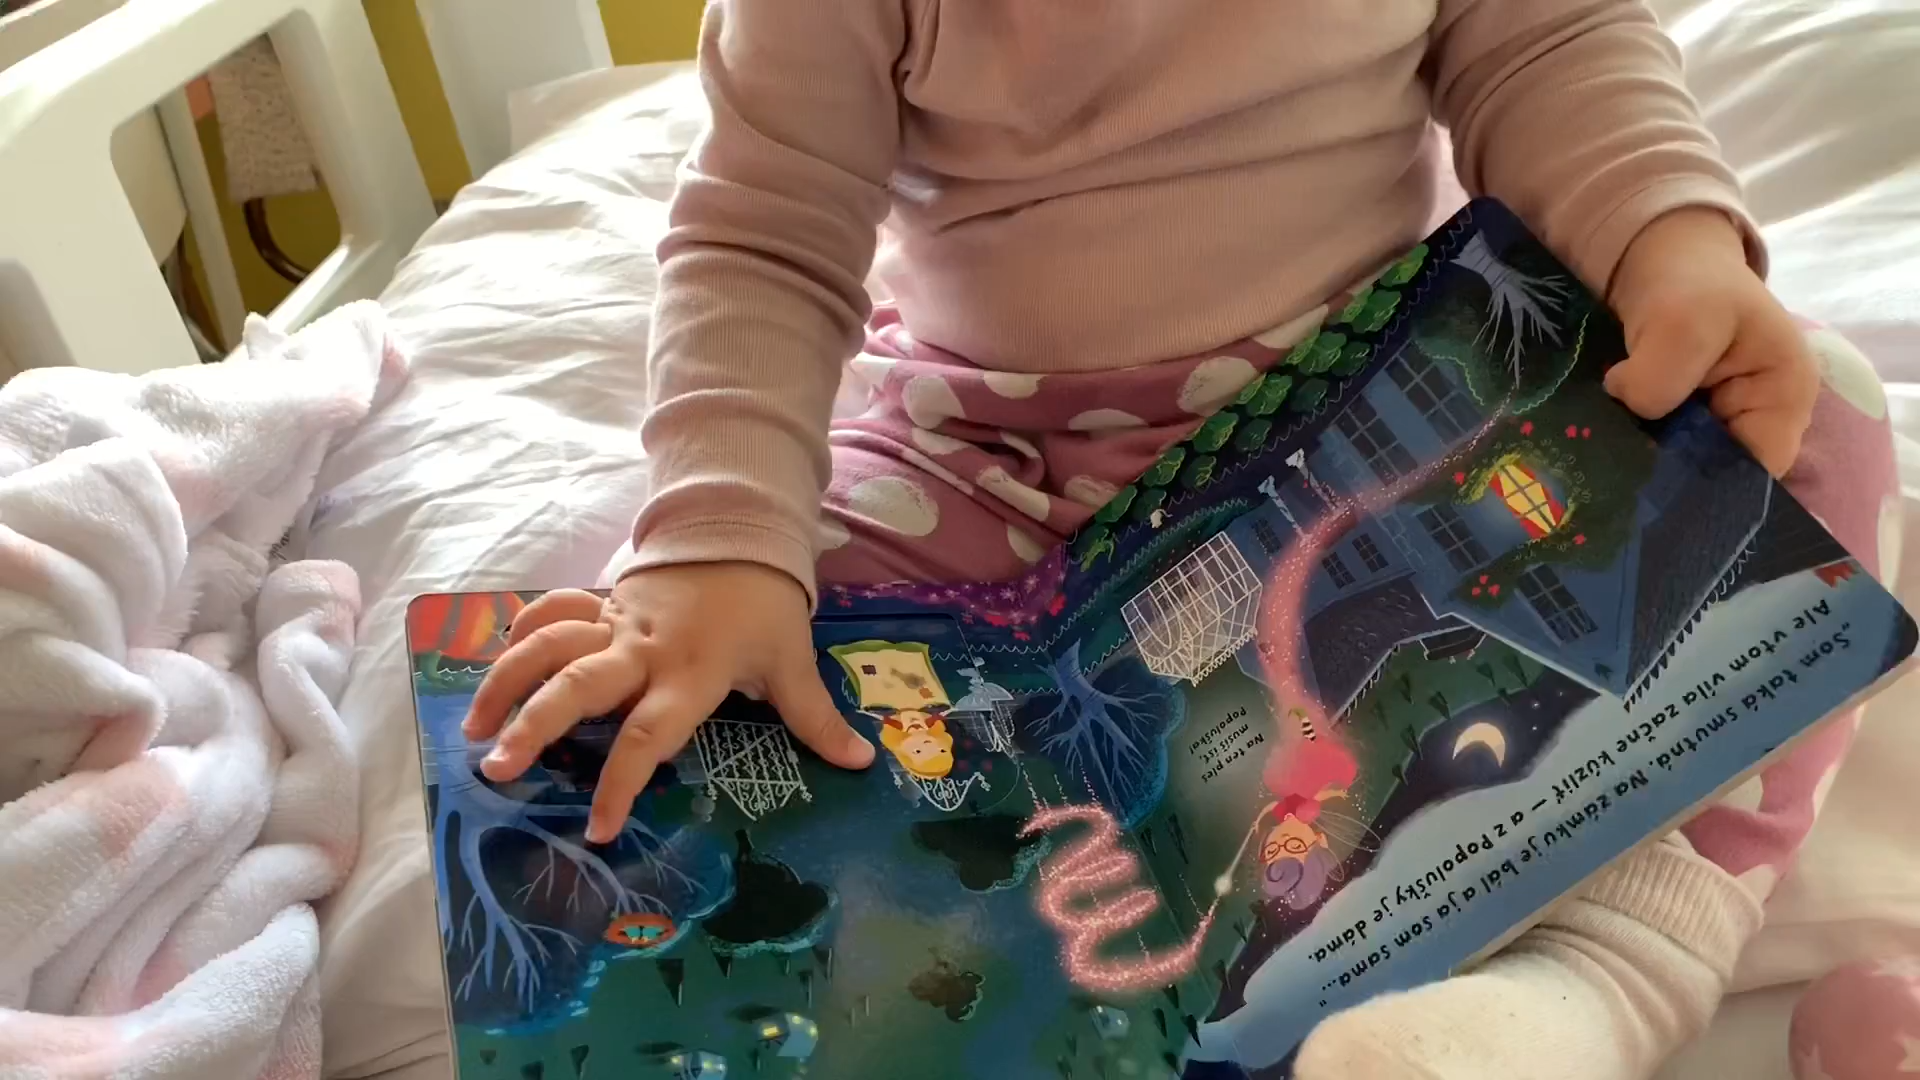 „Som taká smutná. Na zámku je bál a ja som sama...“
Ale vtom víla začne kúzliť – a z Popolušky je dáma.
Na ten ples
musíš ísť,
Popoluška!